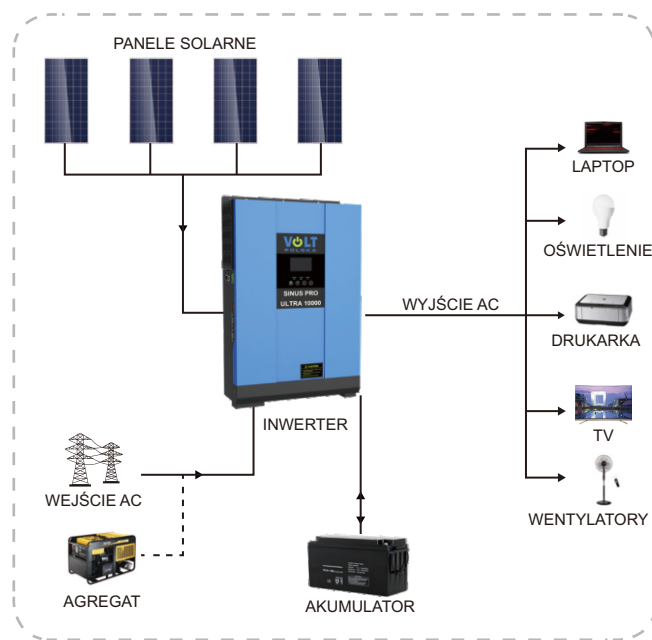 PANELE SOLARNE
VOLT
POLSKA
SINUS PRO
ULTRA 10000
LAPTOP
OŚWIETLENIE
WYJŚCIE AC
DRUKARKA
INWERTER
TV
WEJŚCIE AC
WENTYLATORY
AGREGAT
AKUMULATOR